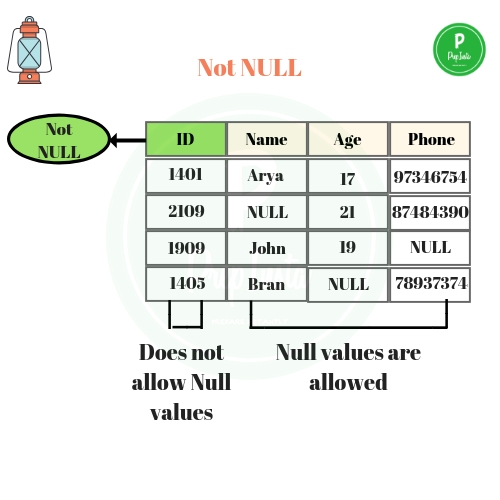 P
PrepInsta
Not NULL
Not
NULL
ID Name Age Phone
1401 Arya 17 97346754
2109 NULL 21 87484390
1909 John 19 NULL
1405 Bran NULL 78937374
Does not
allow Null
values
Null values are
allowed